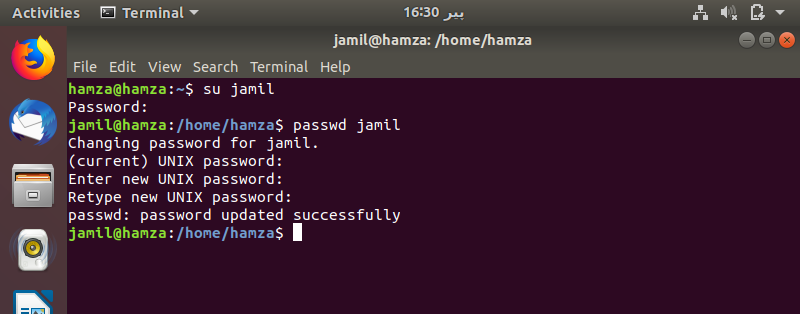 Activities Terminal پیر 16:30
jamil@hamza: /home/hamza
File Edit View Search Terminal Help
hamza@hamza:~$ su jamil
Password:
jamil@hamza:/home/hamza$ passwd jamil
Changing password for jamil.
(current) UNIX password:
Enter new UNIX password:
Retype new UNIX password:
passwd: password updated successfully
jamil@hamza:/home/hamza$